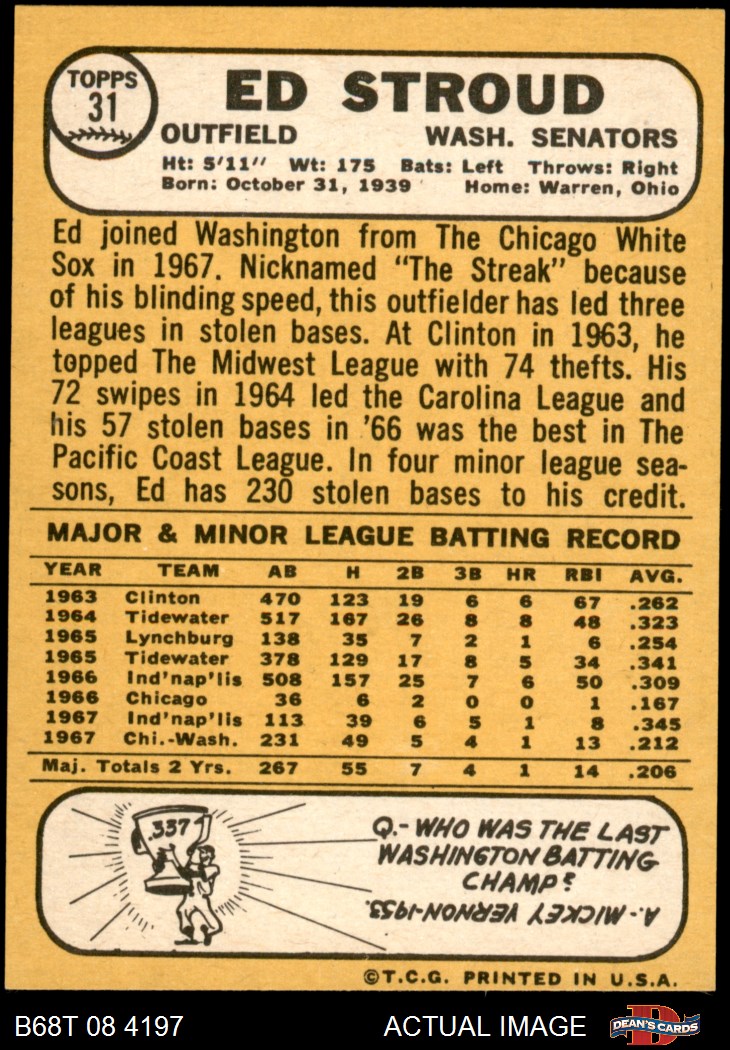 TOPPS
31
ED STROUD
OUTFIELD WASH. SENATORS
Ht: 5'11" Wt: 175 Bats: Left Throws: Right
Born: October 31, 1939 Home: Warren, Ohio
Ed joined Washington from The Chicago White
Sox in 1967. Nicknamed "The Streak" because
of his blinding speed, this outfielder has led three
leagues in stolen bases. At Clinton in 1963, he
topped The Midwest League with 74 thefts. His
72 swipes in 1964 led the Carolina League and
his 57 stolen bases in '66 was the best in The
Pacific Coast League. In four minor league sea-
sons, Ed has 230 stolen bases to his credit.
MAJOR & MINOR LEAGUE BATTING RECORD
YEAR TEAM AB H 2B 3B HR RBI AVG.
1963 Clinton 470 123 19 6 6 67 .262
1964 Tidewater 517 167 26 8 8 48 .323
1965 Lynchburg 138 35 7 2 1 6 .254
1965 Tidewater 378 129 17 8 5 34 .341
1966 Ind'nap'lis 508 157 25 7 6 50 .309
1966 Chicago 36 6 2 0 0 1 .167
1967 Ind'nap'lis 113 39 6 5 1 8 .345
1967 Chi.-Wash. 231 49 5 4 1 13 .212
Maj. Totals 2 Yrs. 267 55 7 4 1 14 .206
.337
Q.- WHO WAS THE LAST
WASHINGTON BATTING
CHAMP?
A.- MICKEY VERNON-1953.
©T.C.G. PRINTED IN U.S.A.
B68T 08 4197 ACTUAL IMAGE
D
DEAN'S CARDS